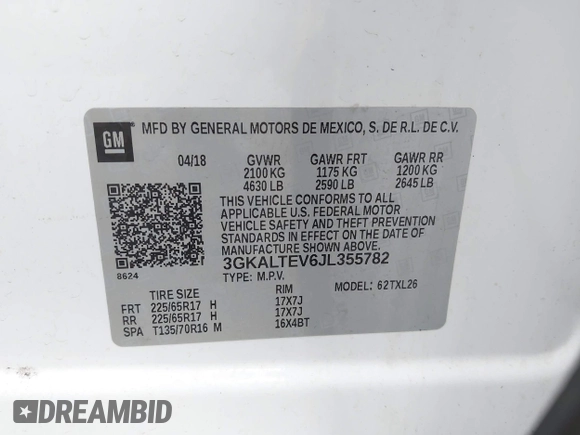 GM
MFD BY GENERAL MOTORS DE MEXICO, S. DE R.L. DE C.V.
04/18 GVWR GAWR FRT GAWR RR
2100 KG 1175 KG 1200 KG
4630 LB 2590 LB 2645 LB
THIS VEHICLE CONFORMS TO ALL
APPLICABLE U.S. FEDERAL MOTOR
VEHICLE SAFETY AND THEFT PREVENTION
STANDARDS IN EFFECT ON THE DATE OF
MANUFACTURE SHOWN ABOVE.
3GKALTEV6JL355782
8624
TYPE: M.P.V.
TIRE SIZE RIM 62TXL26
FRT 225/65R17 H 17X7J
RR 225/65R17 H 17X7J
SPA T135/70R16 M 16X4BT
DREAMBID